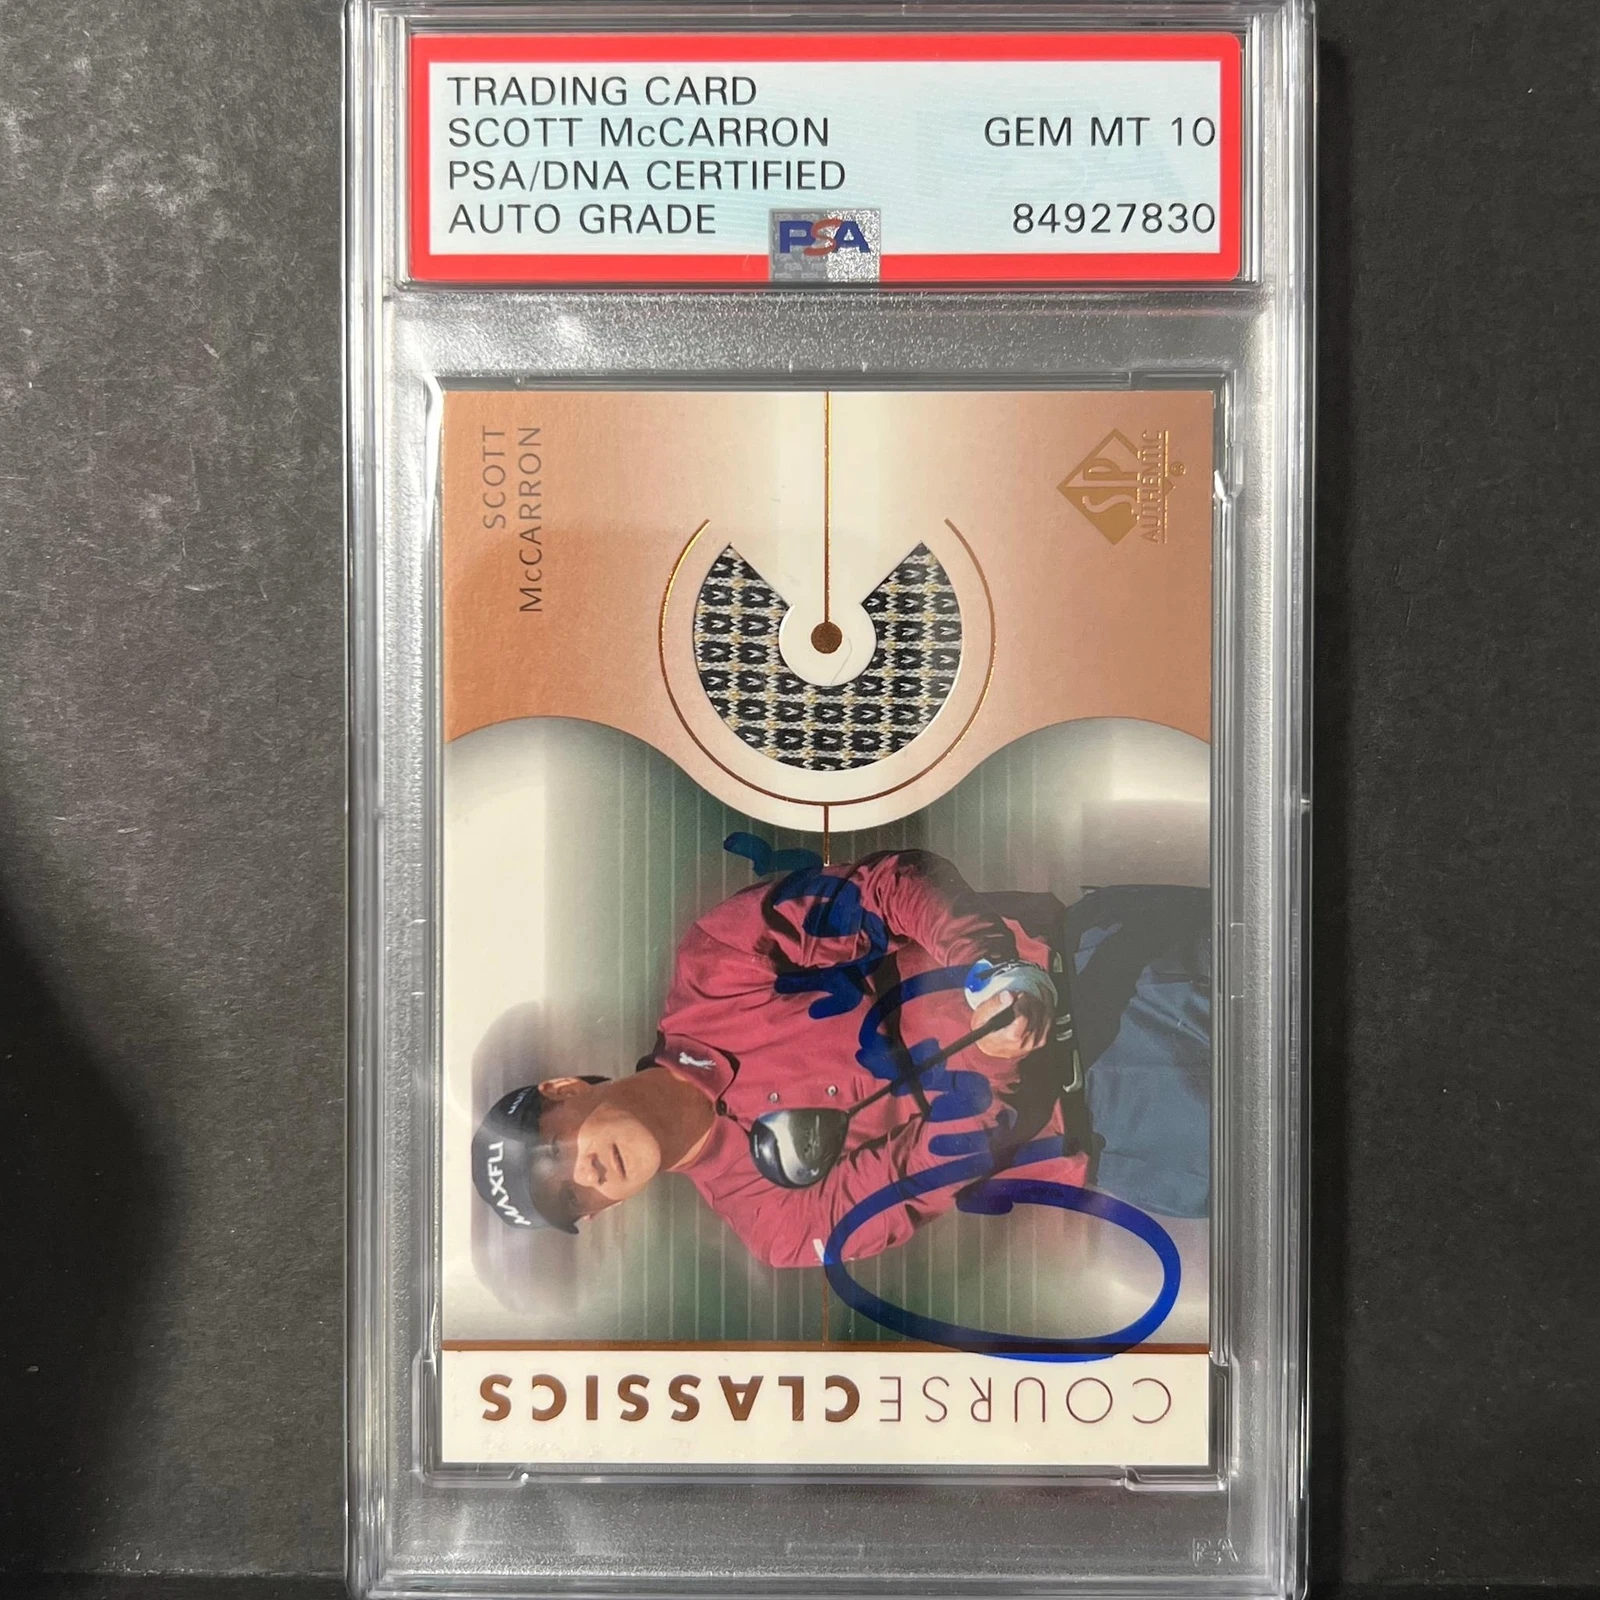 TRADING CARD
SCOTT McCARRON
GEM MT 10
PSA/DNA CERTIFIED
AUTO GRADE
84927830
PSA
SCOTT
McCARRON
SP
AUTHENTIC
®
MAXFLI
COURSE CLASSICS
PSA